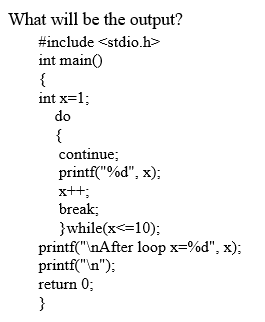 What will be the output?
#include <stdio.h>
int main()
{
int x=1;
do
{
continue;
printf("%d", x);
x++;
break;
}while(x<=10);
printf("\nAfter loop x=%d", x);
printf("\n");
return 0;
}